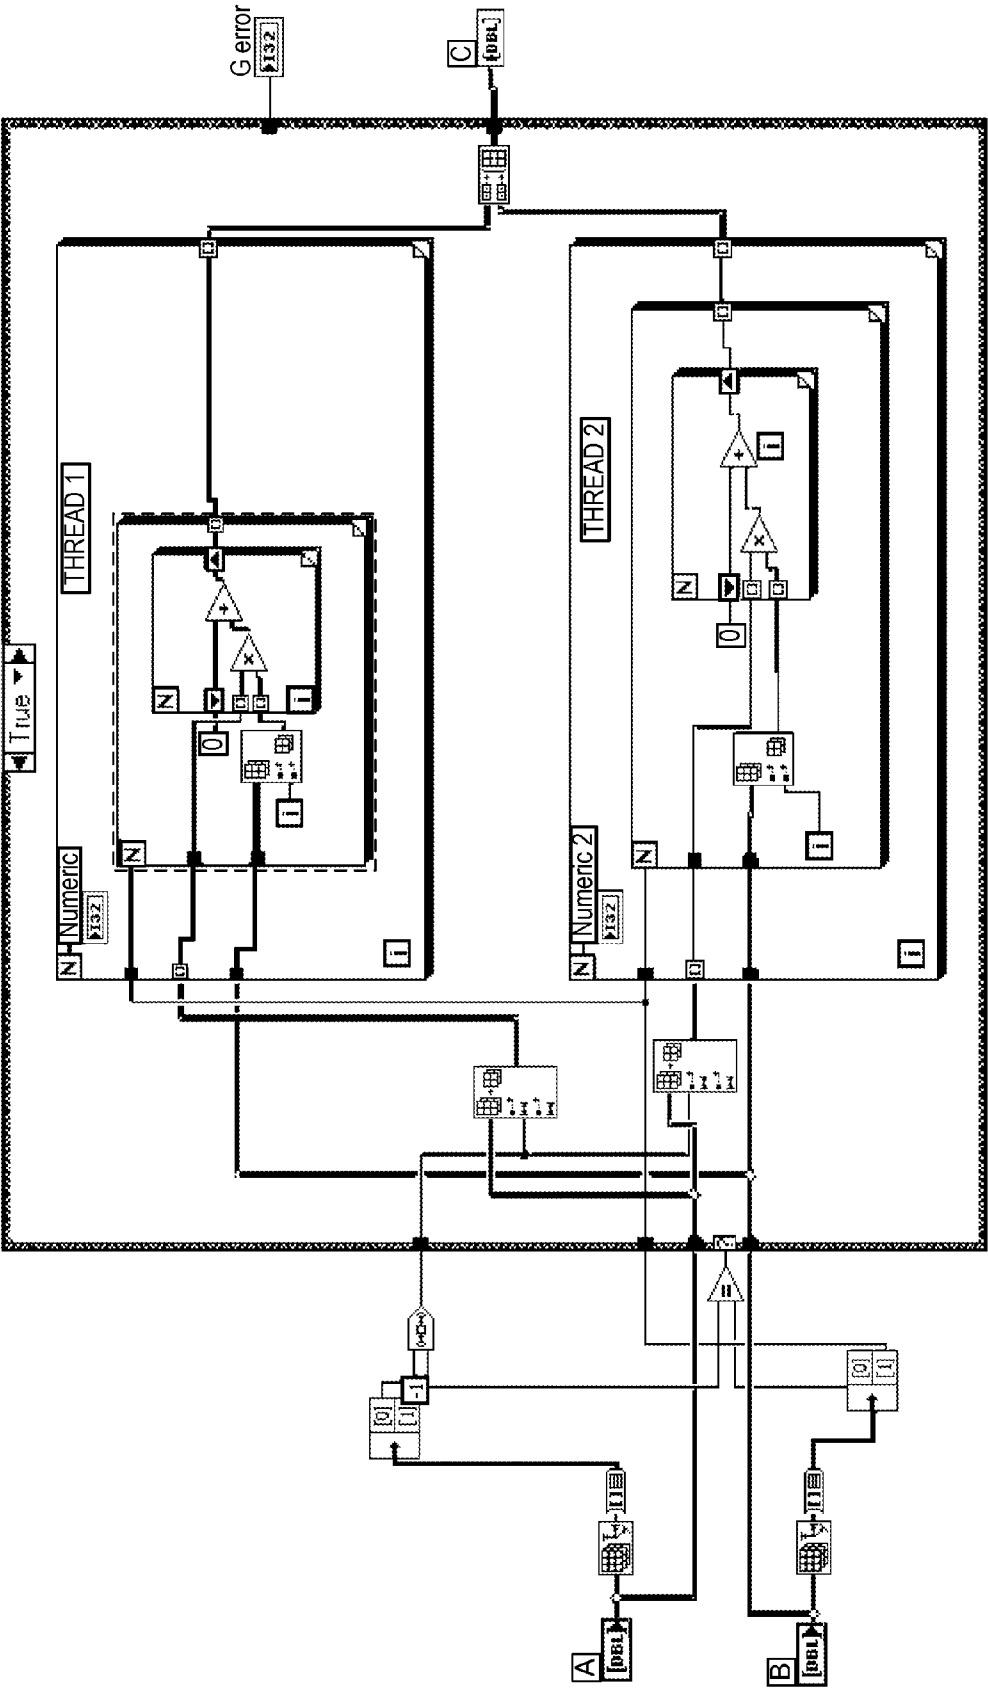 G error
I32
C
[DBL]
True
THREAD 1
Numeric
I32
N
i
N
i
0
N
i
+
x
THREAD 2
Numeric 2
I32
N
i
N
i
0
N
i
+
x
=
[0]
[1]
-1
[0]
[1]
A
[DBL]
B
[DBL]